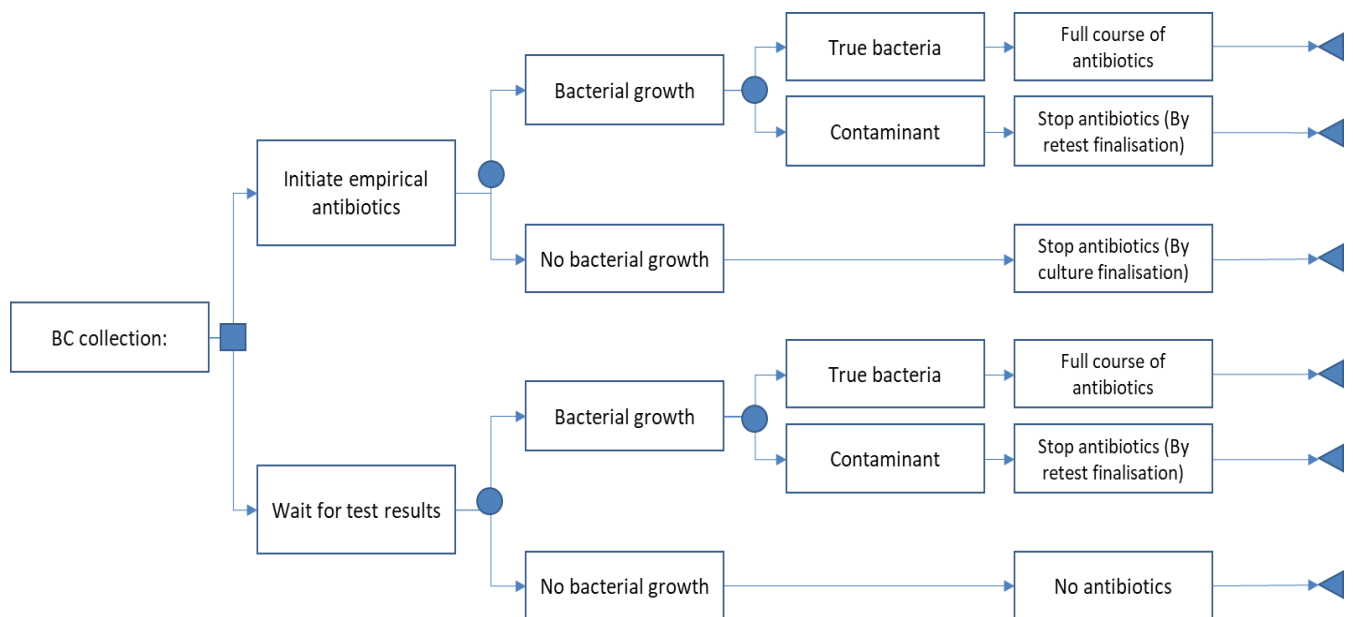 BC collection:
Initiate empirical
antibiotics
Bacterial growth
True bacteria
Full course of
antibiotics
Contaminant
Stop antibiotics (By
retest finalisation)
No bacterial growth
Stop antibiotics (By
culture finalisation)
Wait for test results
Bacterial growth
True bacteria
Full course of
antibiotics
Contaminant
Stop antibiotics (By
retest finalisation)
No bacterial growth
No antibiotics